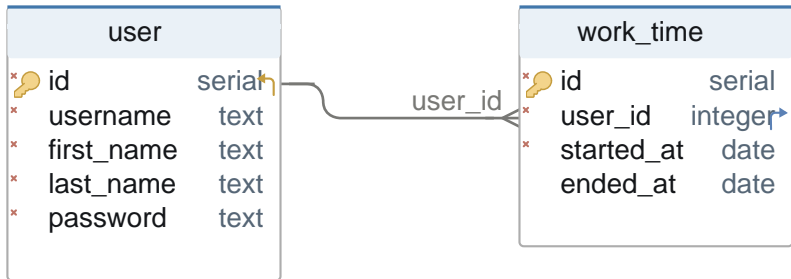 user
id serial
username text
first_name text
last_name text
password text
user_id
work_time
id serial
user_id integer
started_at date
ended_at date